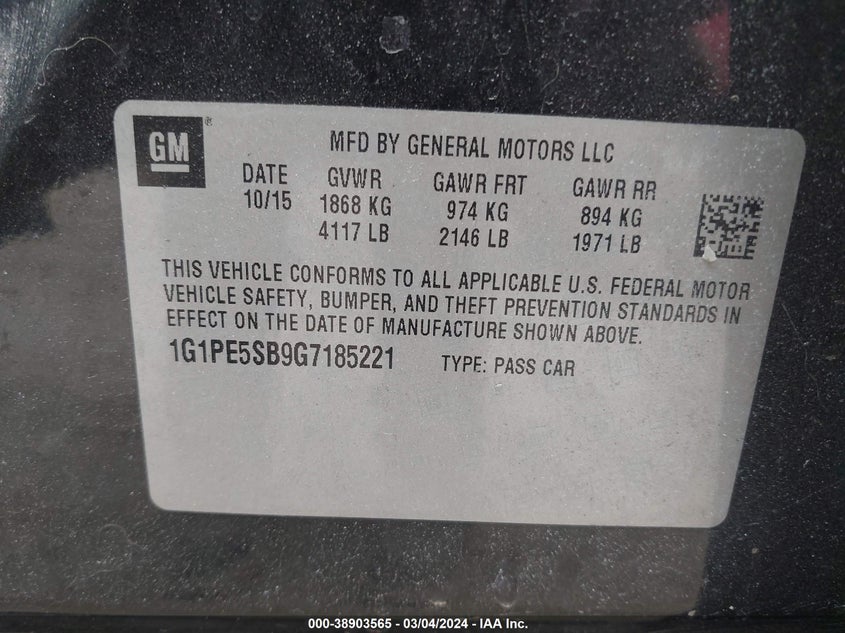 GM ®
MFD BY GENERAL MOTORS LLC
DATE GVWR GAWR FRT GAWR RR
10/15 1868 KG 974 KG 894 KG
4117 LB 2146 LB 1971 LB
THIS VEHICLE CONFORMS TO ALL APPLICABLE U.S. FEDERAL MOTOR
VEHICLE SAFETY, BUMPER, AND THEFT PREVENTION STANDARDS IN
EFFECT ON THE DATE OF MANUFACTURE SHOWN ABOVE.
1G1PE5SB9G7185221 TYPE: PASS CAR
000-38903565 - 03/04/2024 - IAA Inc.